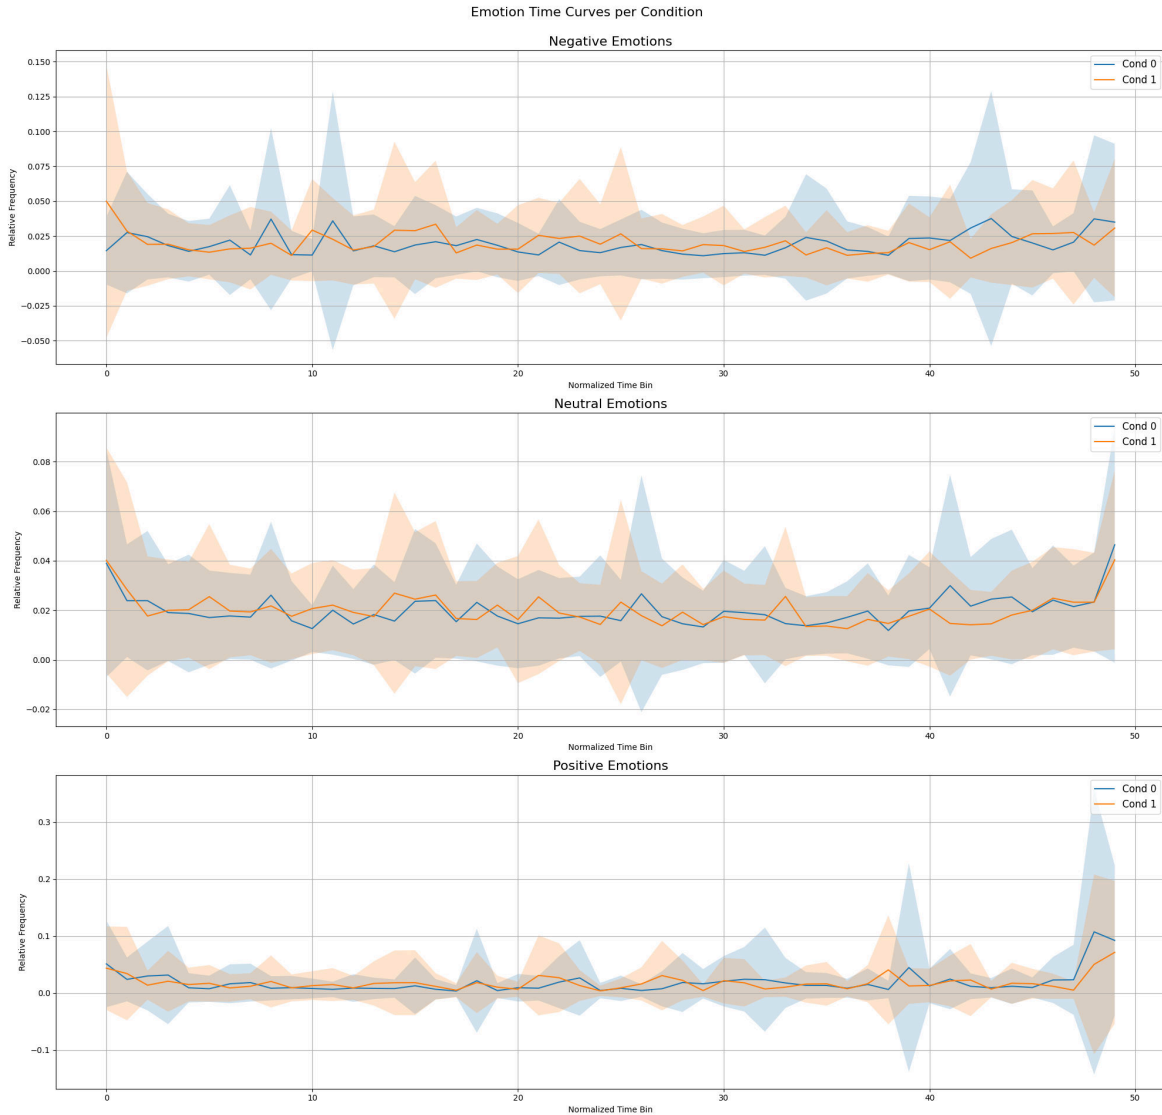 Emotion Time Curves per Condition
Negative Emotions
0.150
0.125
0.100
0.075
0.050
0.025
0.000
−0.025
−0.050
Relative Frequency
Cond 0
Cond 1
0 10 20 30 40 50
Normalized Time Bin
Neutral Emotions
0.08
0.06
0.04
0.02
0.00
−0.02
Relative Frequency
Cond 0
Cond 1
0 10 20 30 40 50
Normalized Time Bin
Positive Emotions
0.3
0.2
0.1
0.0
−0.1
Relative Frequency
Cond 0
Cond 1
0 10 20 30 40 50
Normalized Time Bin